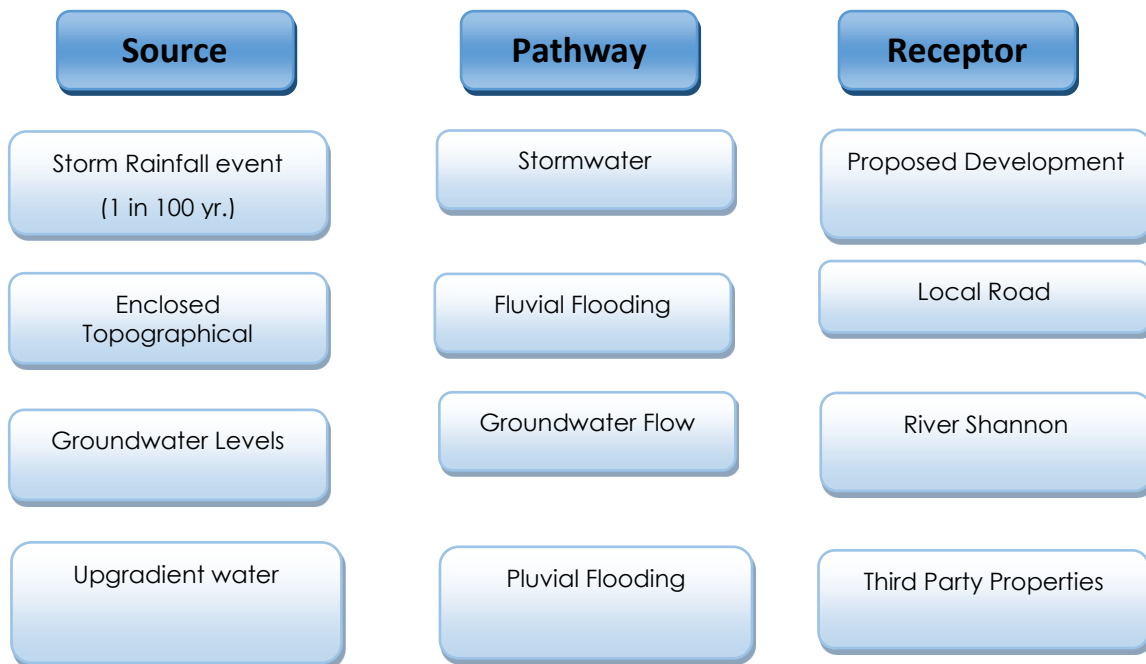 Source
Pathway
Receptor
Storm Rainfall event
(1 in 100 yr.)
Stormwater
Proposed Development
Enclosed
Topographical
Fluvial Flooding
Local Road
Groundwater Levels
Groundwater Flow
River Shannon
Upgradient water
Pluvial Flooding
Third Party Properties